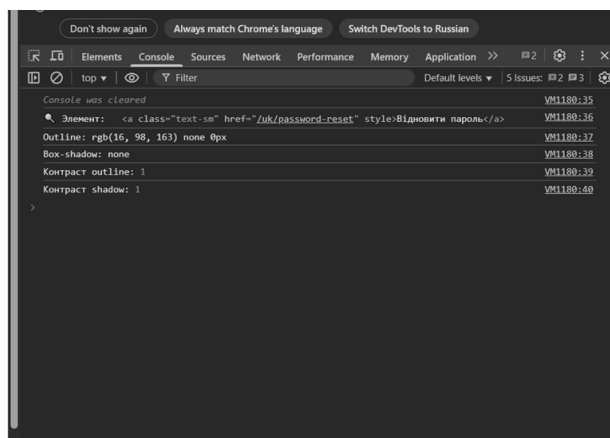 Don't show again Always match Chrome's language Switch DevTools to Russian
Elements Console Sources Network Performance Memory Application 2
top Filter Default levels 5 Issues: 2 3
Console was cleared VM1180:35
🔍 Элемент: <a class="text-sm" href="/uk/password-reset" style>Відновити пароль</a> VM1180:36
Outline: rgb(16, 98, 163) none 0px VM1180:37
Box-shadow: none VM1180:38
Контраст outline: 1 VM1180:39
Контраст shadow: 1 VM1180:40